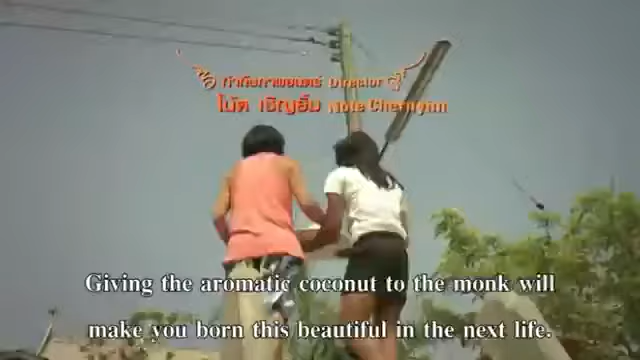 กำกับภาพยนตร์ Director
โน้ต เชิญยิ้ม Note Chernyim
Giving the aromatic coconut to the monk will
make you born this beautiful in the next life.